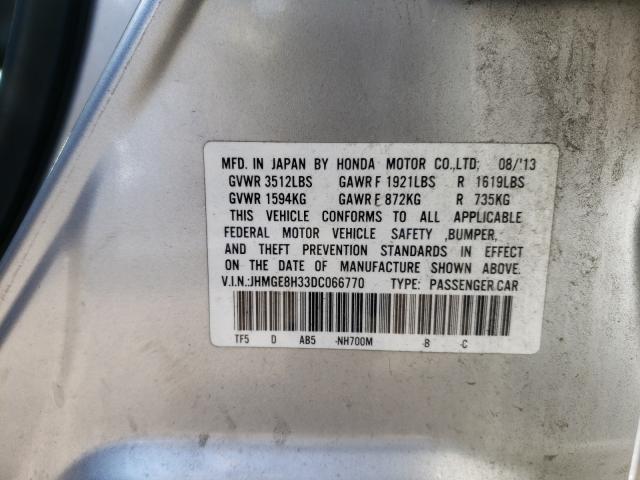 MFD. IN JAPAN BY HONDA MOTOR CO.,LTD; 08/'13
GVWR 3512LBS GAWR F 1921LBS R 1619LBS
GVWR 1594KG GAWR F 872KG R 735KG
THIS VEHICLE CONFORMS TO ALL APPLICABLE
FEDERAL MOTOR VEHICLE SAFETY ,BUMPER,
AND THEFT PREVENTION STANDARDS IN EFFECT
ON THE DATE OF MANUFACTURE SHOWN ABOVE.
V.I.N.:JHMGE8H33DC066770 TYPE: PASSENGER CAR
TF5 D AB5 -NH700M -B -C